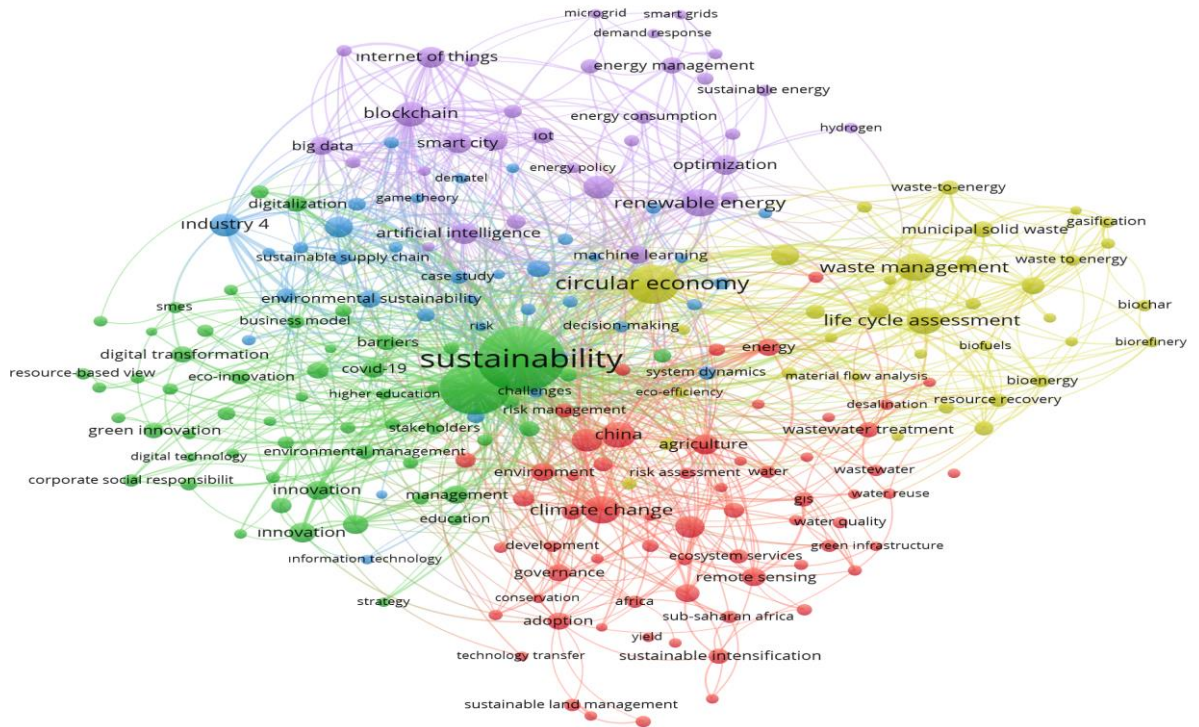 microgrid
smart grids
demand response
internet of things
energy management
sustainable energy
blockchain
energy consumption
hydrogen
smart city
iot
big data
energy policy
optimization
dematel
waste-to-energy
game theory
digitalization
renewable energy
gasification
industry 4
artificial intelligence
municipal solid waste
sustainable supply chain
machine learning
waste management
waste to energy
case study
circular economy
biochar
environmental sustainability
smes
business model
risk
decision-making
life cycle assessment
biorefinery
barriers
energy
biofuels
digital transformation
sustainability
resource-based view
covid-19
system dynamics
eco-innovation
material flow analysis
bioenergy
higher education
challenges
eco-efficiency
desalination
resource recovery
risk management
green innovation
stakeholders
china
wastewater treatment
agriculture
digital technology
environmental management
corporate social responsibilit
environment
risk assessment
water
wastewater
innovation
management
water reuse
gis
climate change
education
water quality
innovation
development
green infrastructure
information technology
ecosystem services
governance
remote sensing
strategy
conservation
africa
adoption
sub-saharan africa
yield
technology transfer
sustainable intensification
sustainable land management